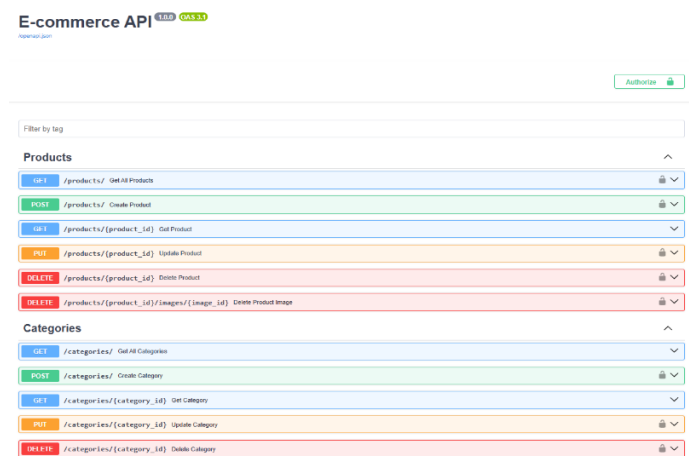 E-commerce API 1.0.0 OAS 3.1
/openapi.json
Authorize
Filter by tag
Products
GET /products/ Get All Products
POST /products/ Create Product
GET /products/{product_id} Get Product
PUT /products/{product_id} Update Product
DELETE /products/{product_id} Delete Product
DELETE /products/{product_id}/images/{image_id} Delete Product Image
Categories
GET /categories/ Get All Categories
POST /categories/ Create Category
GET /categories/{category_id} Get Category
PUT /categories/{category_id} Update Category
DELETE /categories/{category_id} Delete Category